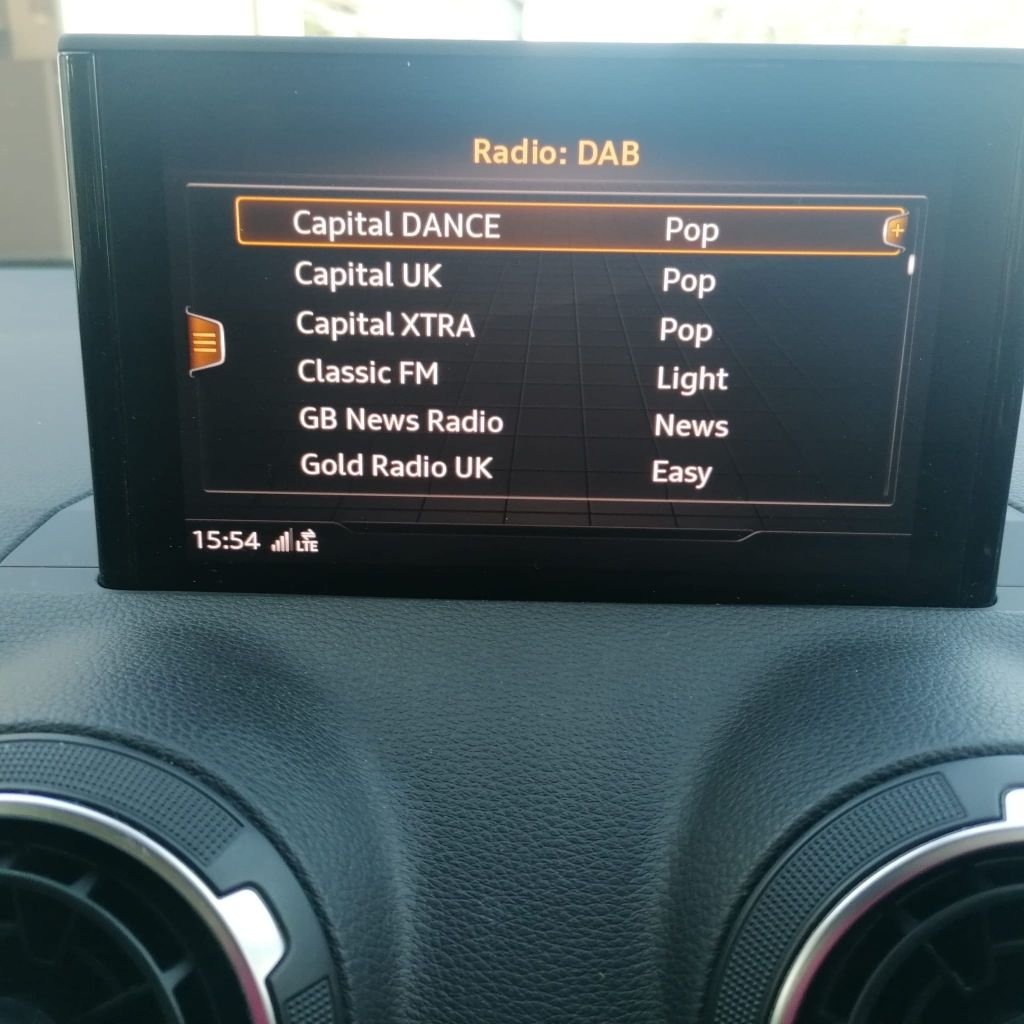 Radio: DAB
Capital DANCE Pop
Capital UK Pop
Capital XTRA Pop
Classic FM Light
GB News Radio News
Gold Radio UK Easy
15:54 LTE